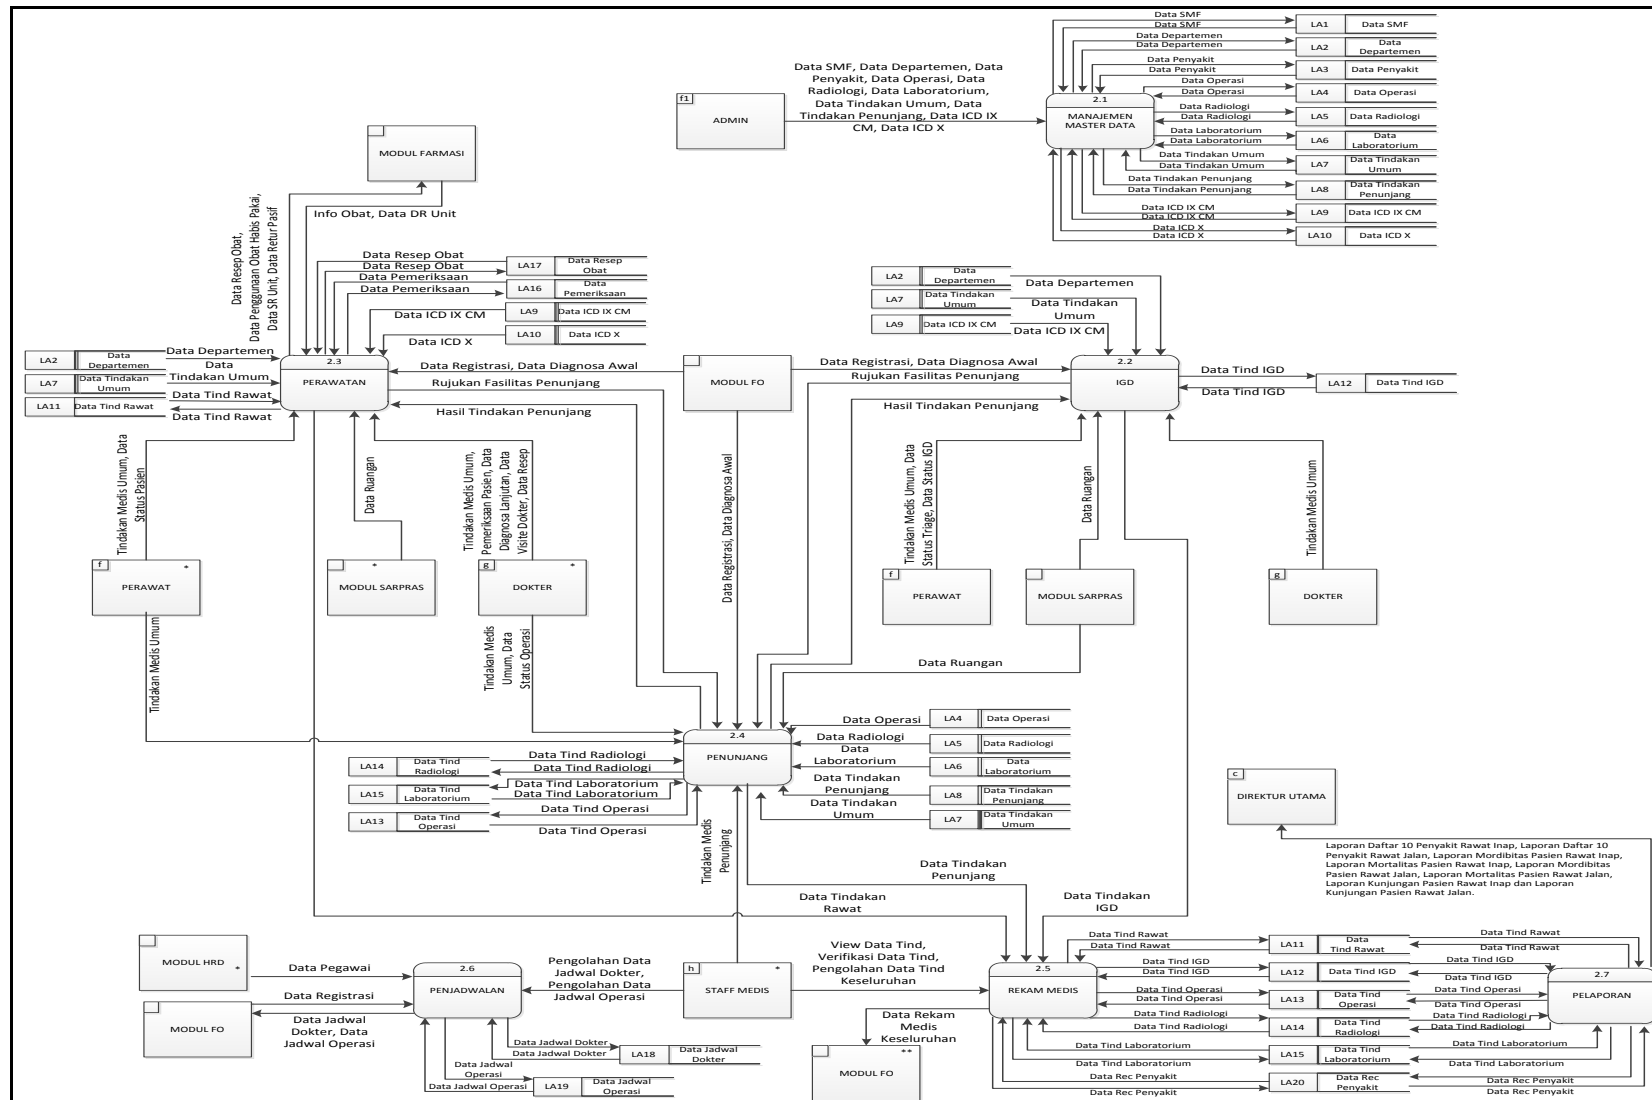 Data SMF
Data SMF
LA1
Data SMF
Data Departemen
Data Departemen
LA2
Data
Departemen
Data Penyakit
Data Penyakit
LA3
Data Penyakit
Data Operasi
Data Operasi
LA4
Data Operasi
Data Radiologi
Data Radiologi
LA5
Data Radiologi
Data Laboratorium
Data Laboratorium
LA6
Data
Laboratorium
Data Tindakan Umum
Data Tindakan Umum
LA7
Data Tindakan
Umum
Data Tindakan Penunjang
Data Tindakan Penunjang
LA8
Data Tindakan
Penunjang
Data ICD IX CM
Data ICD IX CM
LA9
Data ICD IX CM
Data ICD X
Data ICD X
LA10
Data ICD X
2.1
MANAJEMEN
MASTER DATA
Data SMF, Data Departemen, Data
Penyakit, Data Operasi, Data
Radiologi, Data Laboratorium,
Data Tindakan Umum, Data
Tindakan Penunjang, Data ICD IX
CM, Data ICD X
f1
ADMIN
MODUL FARMASI
Info Obat, Data DR Unit
Data Resep Obat,
Data Penggunaan Obat Habis Pakai,
Data SR Unit, Data Retur Pasif
Data Resep Obat
Data Resep Obat
LA17
Data Resep
Obat
Data Pemeriksaan
Data Pemeriksaan
LA16
Data
Pemeriksaan
Data ICD IX CM
LA9
Data ICD IX CM
Data ICD X
LA10
Data ICD X
LA2
Data
Departemen
Data Departemen
LA7
Data Tindakan
Umum
Data Tindakan
Umum
LA9
Data ICD IX CM
Data ICD IX CM
LA2
Data
Departemen
Data Departemen
LA7
Data Tindakan
Umum
Data
Tindakan Umum
LA11
Data Tind Rawat
Data Tind Rawat
Data Tind Rawat
2.3
PERAWATAN
Data Registrasi, Data Diagnosa Awal
Rujukan Fasilitas Penunjang
Hasil Tindakan Penunjang
MODUL FO
Data Registrasi, Data Diagnosa Awal
Rujukan Fasilitas Penunjang
Hasil Tindakan Penunjang
2.2
IGD
Data Tind IGD
Data Tind IGD
LA12
Data Tind IGD
Tindakan Medis Umum, Data
Status Pasien
Data Ruangan
Tindakan Medis Umum,
Pemeriksaan Pasien, Data
Diagnosa Lanjutan, Data
Visite Dokter, Data Resep
Data Registrasi, Data Diagnosa Awal
Tindakan Medis Umum, Data
Status Triage, Data Status IGD
Data Ruangan
Tindakan Medis Umum
f
*
PERAWAT
*
MODUL SARPRAS
g
*
DOKTER
f
PERAWAT
MODUL SARPRAS
g
DOKTER
Tindakan Medis Umum
Tindakan Medis
Umum, Data
Status Operasi
Data Ruangan
2.4
PENUNJANG
Data Operasi
LA4
Data Operasi
Data Radiologi
LA5
Data Radiologi
Data
Laboratorium
LA6
Data
Laboratorium
Data Tindakan
Penunjang
LA8
Data Tindakan
Penunjang
Data Tindakan
Umum
LA7
Data Tindakan
Umum
LA14
Data Tind
Radiologi
Data Tind Radiologi
Data Tind Radiologi
LA15
Data Tind
Laboratorium
Data Tind Laboratorium
Data Tind Laboratorium
LA13
Data Tind
Operasi
Data Tind Operasi
Data Tind Operasi
Tindakan Medis
Penunjang
c
DIREKTUR UTAMA
Laporan Daftar 10 Penyakit Rawat Inap, Laporan Daftar 10
Penyakit Rawat Jalan, Laporan Mordibitas Pasien Rawat Inap,
Laporan Mortalitas Pasien Rawat Inap, Laporan Mordibitas
Pasien Rawat Jalan, Laporan Mortalitas Pasien Rawat Jalan,
Laporan Kunjungan Pasien Rawat Inap dan Laporan
Kunjungan Pasien Rawat Jalan.
Data Tindakan
Penunjang
Data Tindakan
Rawat
Data Tindakan
IGD
MODUL HRD
*
Data Pegawai
MODUL FO
Data Registrasi
Data Jadwal
Dokter, Data
Jadwal Operasi
2.6
PENJADWALAN
Pengolahan Data
Jadwal Dokter,
Pengolahan Data
Jadwal Operasi
h
*
STAFF MEDIS
View Data Tind,
Verifikasi Data Tind,
Pengolahan Data Tind
Keseluruhan
2.5
REKAM MEDIS
Data Rekam
Medis
Keseluruhan
**
MODUL FO
Data Jadwal Dokter
Data Jadwal Dokter
LA18
Data Jadwal
Dokter
Data Jadwal
Operasi
Data Jadwal Operasi
LA19
Data Jadwal
Operasi
Data Tind Rawat
Data Tind Rawat
LA11
Data
Tind Rawat
Data Tind Rawat
Data Tind Rawat
Data Tind IGD
Data Tind IGD
LA12
Data Tind IGD
Data Tind IGD
Data Tind IGD
Data Tind Operasi
Data Tind Operasi
LA13
Data Tind
Operasi
Data Tind Operasi
Data Tind Operasi
Data Tind Radiologi
Data Tind Radiologi
LA14
Data Tind
Radiologi
Data Tind Radiologi
Data Tind Radiologi
Data Tind Laboratorium
Data Tind Laboratorium
LA15
Data Tind
Laboratorium
Data Tind Laboratorium
Data Tind Laboratorium
Data Rec Penyakit
Data Rec Penyakit
LA20
Data Rec
Penyakit
Data Rec Penyakit
Data Rec Penyakit
2.7
PELAPORAN